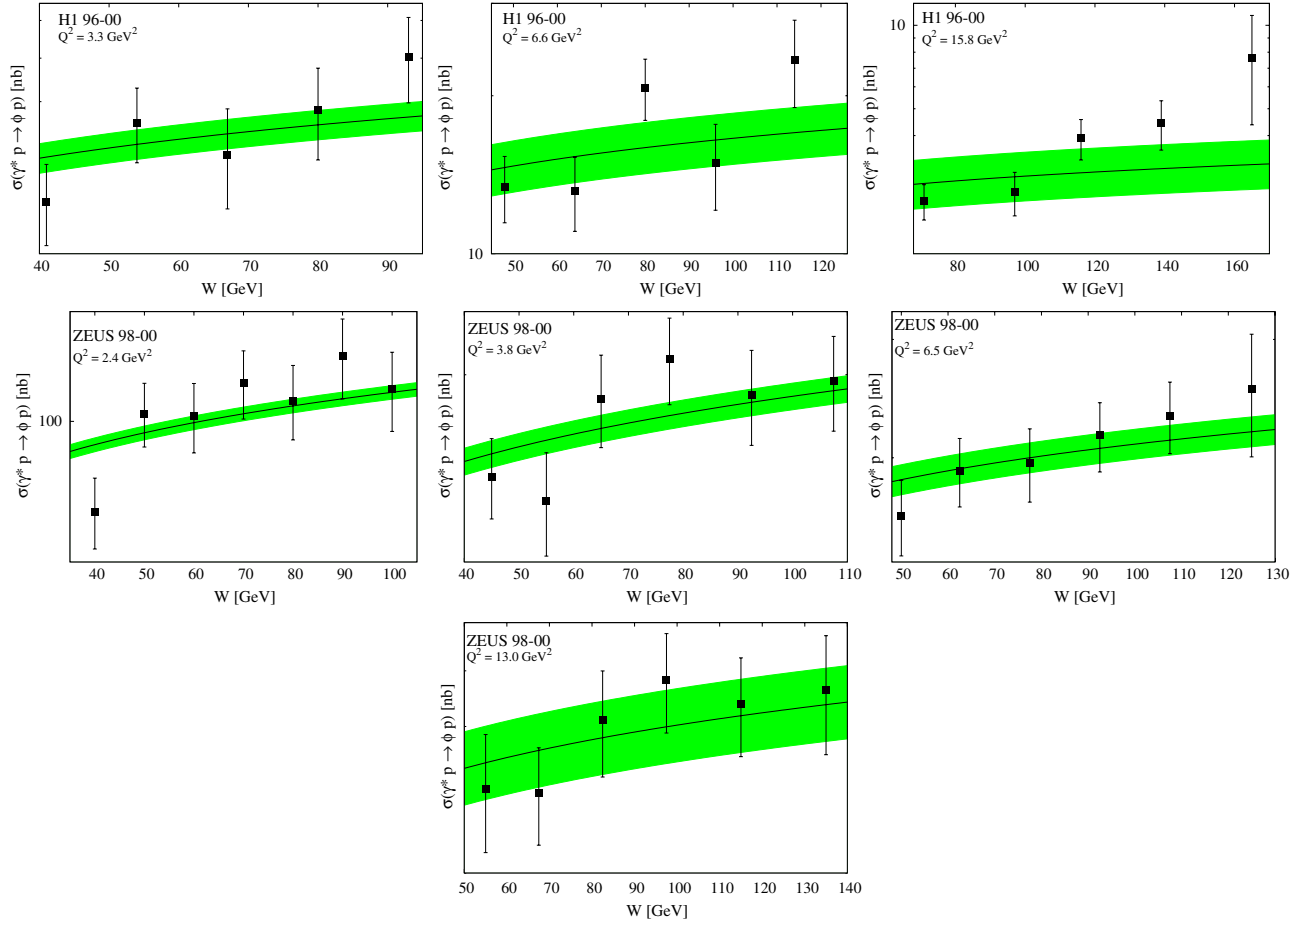 H1 96-00
Q² = 3.3 GeV²
σ(γ* p → ϕ p) [nb]
40 50 60 70 80 90
W [GeV]
H1 96-00
Q² = 6.6 GeV²
σ(γ* p → ϕ p) [nb]
10
50 60 70 80 90 100 110 120
W [GeV]
H1 96-00
Q² = 15.8 GeV²
σ(γ* p → ϕ p) [nb]
10
80 100 120 140 160
W [GeV]
ZEUS 98-00
Q² = 2.4 GeV²
σ(γ* p → ϕ p) [nb]
100
40 50 60 70 80 90 100
W [GeV]
ZEUS 98-00
Q² = 3.8 GeV²
σ(γ* p → ϕ p) [nb]
40 50 60 70 80 90 100 110
W [GeV]
ZEUS 98-00
Q² = 6.5 GeV²
σ(γ* p → ϕ p) [nb]
50 60 70 80 90 100 110 120 130
W [GeV]
ZEUS 98-00
Q² = 13.0 GeV²
σ(γ* p → ϕ p) [nb]
50 60 70 80 90 100 110 120 130 140
W [GeV]